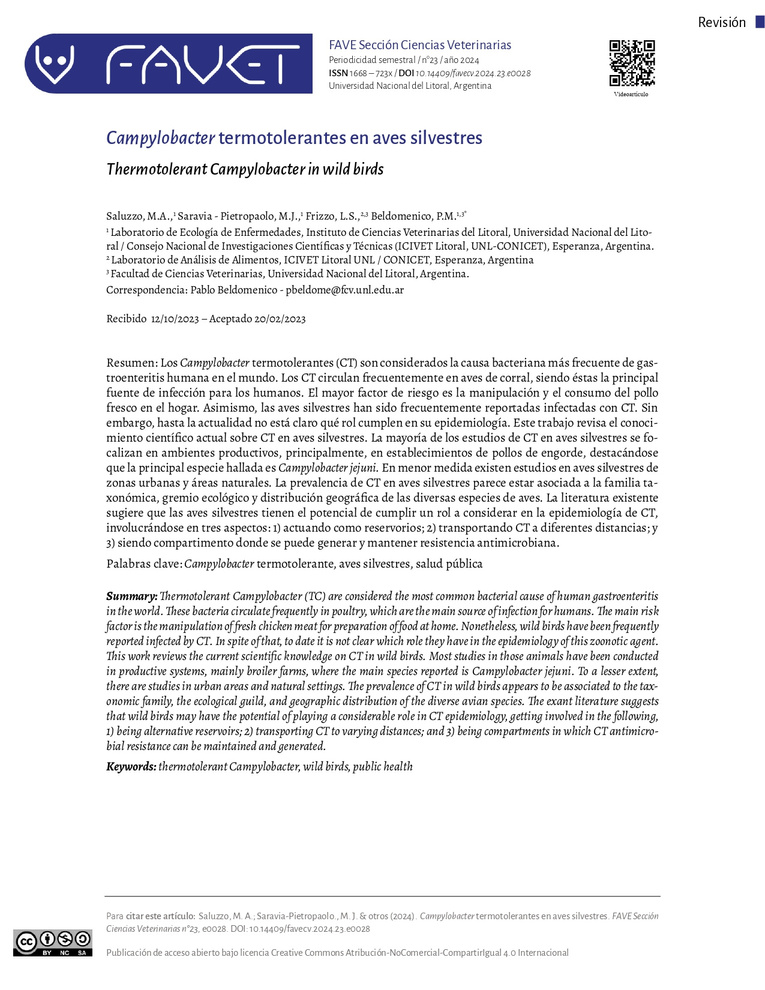 Revisión
FAVET
FAVE Sección Ciencias Veterinarias
Periodicidad semestral / n°23 / año 2024
ISSN 1668 – 723x / DOI 10.14409/favecv.2024.23.e0028
Universidad Nacional del Litoral, Argentina
Videoartículo
Campylobacter termotolerantes en aves silvestres
Thermotolerant Campylobacter in wild birds
Saluzzo, M.A.,¹ Saravia - Pietropaolo, M.J.,¹ Frizzo, L.S.,²,³ Beldomenico, P.M.¹,³*
¹ Laboratorio de Ecología de Enfermedades, Instituto de Ciencias Veterinarias del Litoral, Universidad Nacional del Lito-
ral / Consejo Nacional de Investigaciones Científicas y Técnicas (ICIVET Litoral, UNL-CONICET), Esperanza, Argentina.
² Laboratorio de Análisis de Alimentos, ICIVET Litoral UNL / CONICET, Esperanza, Argentina
³ Facultad de Ciencias Veterinarias, Universidad Nacional del Litoral, Argentina.
Correspondencia: Pablo Beldomenico - pbeldome@fcv.unl.edu.ar
Recibido 12/10/2023 – Aceptado 20/02/2023
Resumen: Los Campylobacter termotolerantes (CT) son considerados la causa bacteriana más frecuente de gas-
troenteritis humana en el mundo. Los CT circulan frecuentemente en aves de corral, siendo éstas la principal
fuente de infección para los humanos. El mayor factor de riesgo es la manipulación y el consumo del pollo
fresco en el hogar. Asimismo, las aves silvestres han sido frecuentemente reportadas infectadas con CT. Sin
embargo, hasta la actualidad no está claro qué rol cumplen en su epidemiología. Este trabajo revisa el conoci-
miento científico actual sobre CT en aves silvestres. La mayoría de los estudios de CT en aves silvestres se fo-
calizan en ambientes productivos, principalmente, en establecimientos de pollos de engorde, destacándose
que la principal especie hallada es Campylobacter jejuni. En menor medida existen estudios en aves silvestres de
zonas urbanas y áreas naturales. La prevalencia de CT en aves silvestres parece estar asociada a la familia ta-
xonómica, gremio ecológico y distribución geográfica de las diversas especies de aves. La literatura existente
sugiere que las aves silvestres tienen el potencial de cumplir un rol a considerar en la epidemiología de CT,
involucrándose en tres aspectos: 1) actuando como reservorios; 2) transportando CT a diferentes distancias; y
3) siendo compartimento donde se puede generar y mantener resistencia antimicrobiana.
Palabras clave: Campylobacter termotolerante, aves silvestres, salud pública
Summary: Thermotolerant Campylobacter (TC) are considered the most common bacterial cause of human gastroenteritis
in the world. These bacteria circulate frequently in poultry, which are the main source of infection for humans. The main risk
factor is the manipulation of fresh chicken meat for preparation of food at home. Nonetheless, wild birds have been frequently
reported infected by CT. In spite of that, to date it is not clear which role they have in the epidemiology of this zoonotic agent.
This work reviews the current scientific knowledge on CT in wild birds. Most studies in those animals have been conducted
in productive systems, mainly broiler farms, where the main species reported is Campylobacter jejuni. To a lesser extent,
there are studies in urban areas and natural settings. The prevalence of CT in wild birds appears to be associated to the tax-
onomic family, the ecological guild, and geographic distribution of the diverse avian species. The exant literature suggests
that wild birds may have the potential of playing a considerable role in CT epidemiology, getting involved in the following,
1) being alternative reservoirs; 2) transporting CT to varying distances; and 3) being compartments in which CT antimicro-
bial resistance can be maintained and generated.
Keywords: thermotolerant Campylobacter, wild birds, public health
Para citar este artículo: Saluzzo, M. A.; Saravia-Pietropaolo., M. J. & otros (2024). Campylobacter termotolerantes en aves silvestres. FAVE Sección
Ciencias Veterinarias n°23, e0028. DOI: 10.14409/favecv.2024.23.e0028
Publicación de acceso abierto bajo licencia Creative Commons Atribución-NoComercial-CompartirIgual 4.0 Internacional
cc BY NC SA